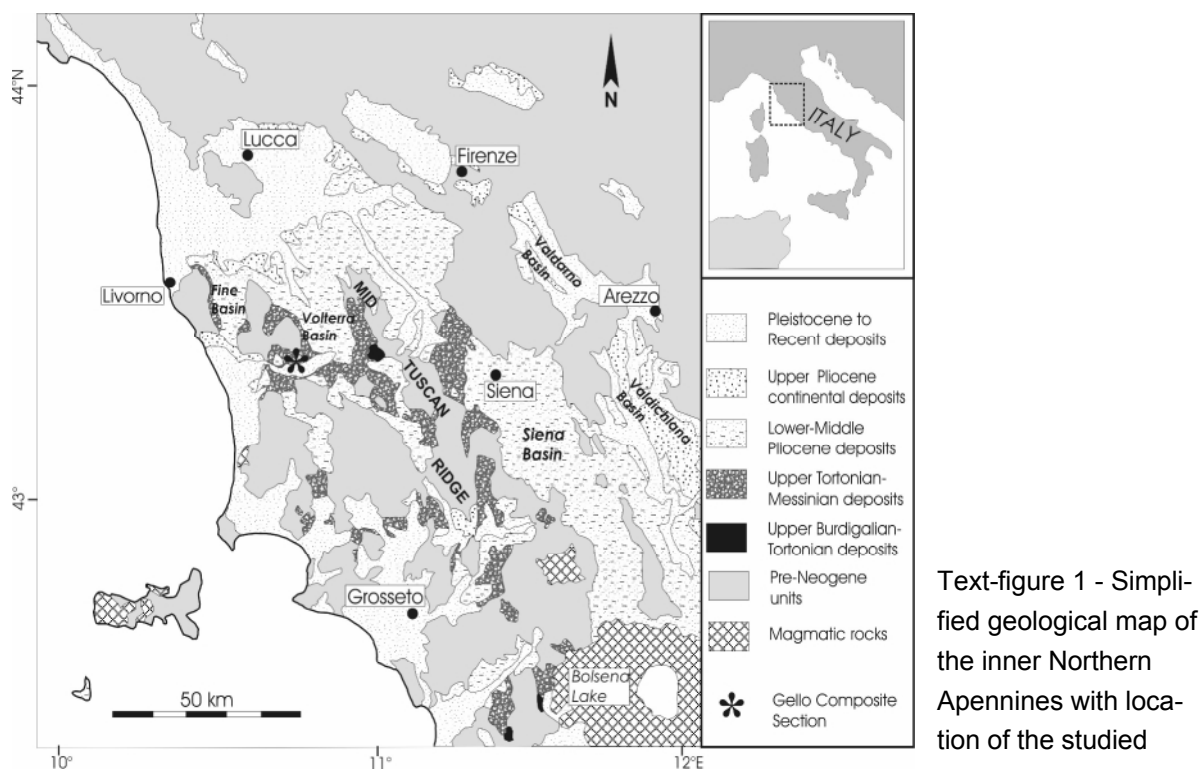 44°N
43°
10°
11°
12°E
N
Lucca
Firenze
Livorno
Fine
Basin
Volterra
Basin
MID
TUSCAN
RIDGE
Valdarno
Basin
Arezzo
Siena
Siena
Basin
Valdichiana
Basin
Grosseto
Bolsena
Lake
50 km
ITALY
Pleistocene to
Recent deposits
Upper Pliocene
continental deposits
Lower-Middle
Pliocene deposits
Upper Tortonian-
Messinian deposits
Upper Burdigalian-
Tortonian deposits
Pre-Neogene
units
Magmatic rocks
Gello Composite
Section
Text-figure 1 - Simpli-
fied geological map of
the inner Northern
Apennines with loca-
tion of the studied